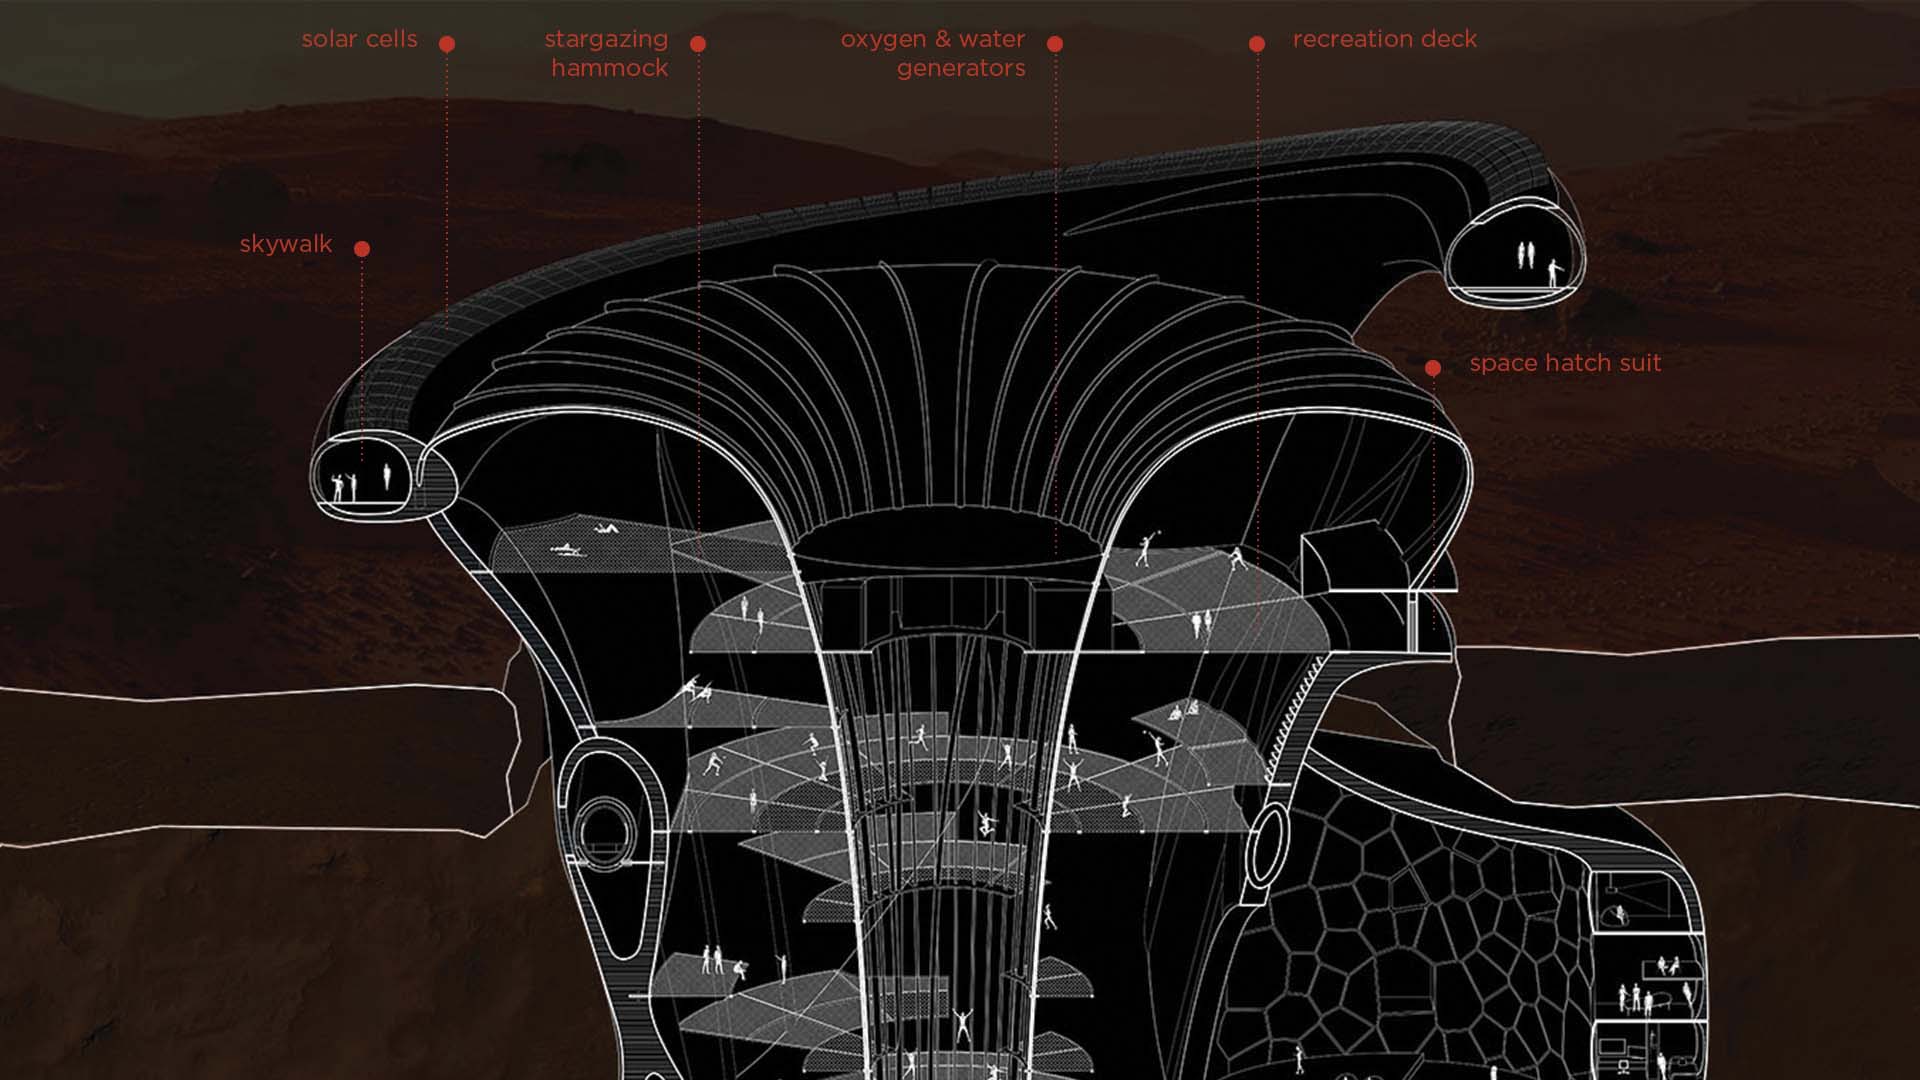 solar cells
stargazing
hammock
oxygen & water
generators
recreation deck
skywalk
space hatch suit